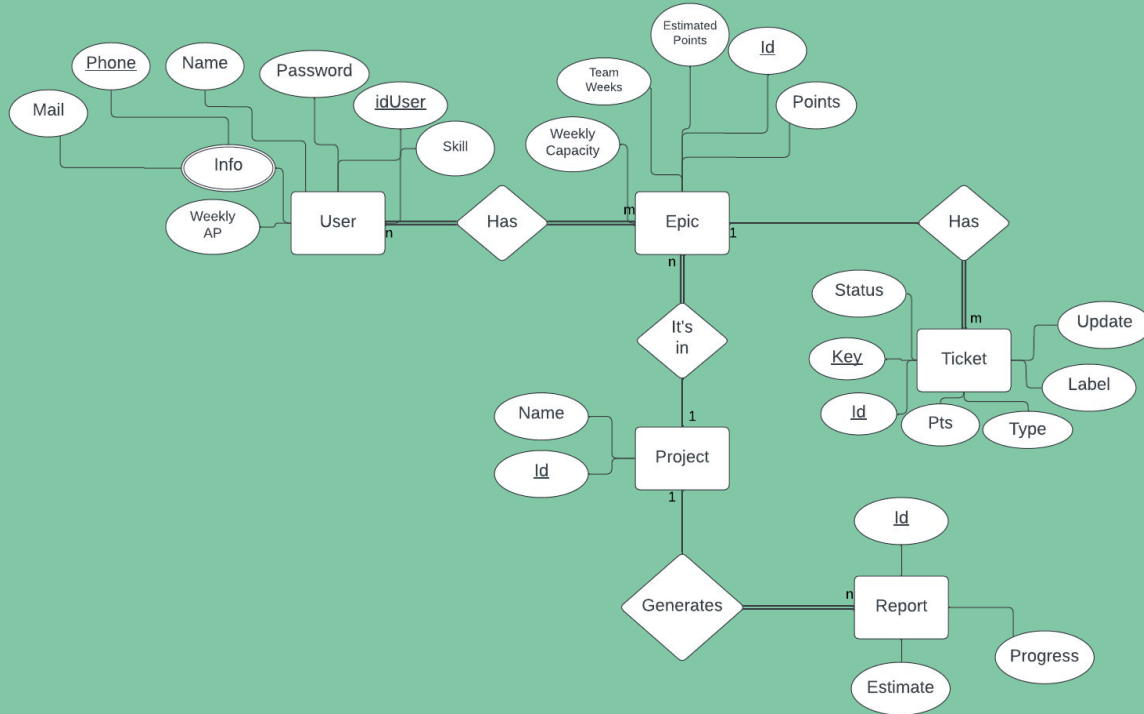 Estimated
Points
Id
Phone
Name
Password
Team
Weeks
Points
Mail
idUser
Skill
Weekly
Capacity
Info
Weekly
AP
User
n
Has
m
Epic
1
Has
n
m
Status
Update
It's
in
Key
Ticket
Label
Id
Pts
Type
1
Name
Project
Id
1
Id
Generates
n
Report
Progress
Estimate